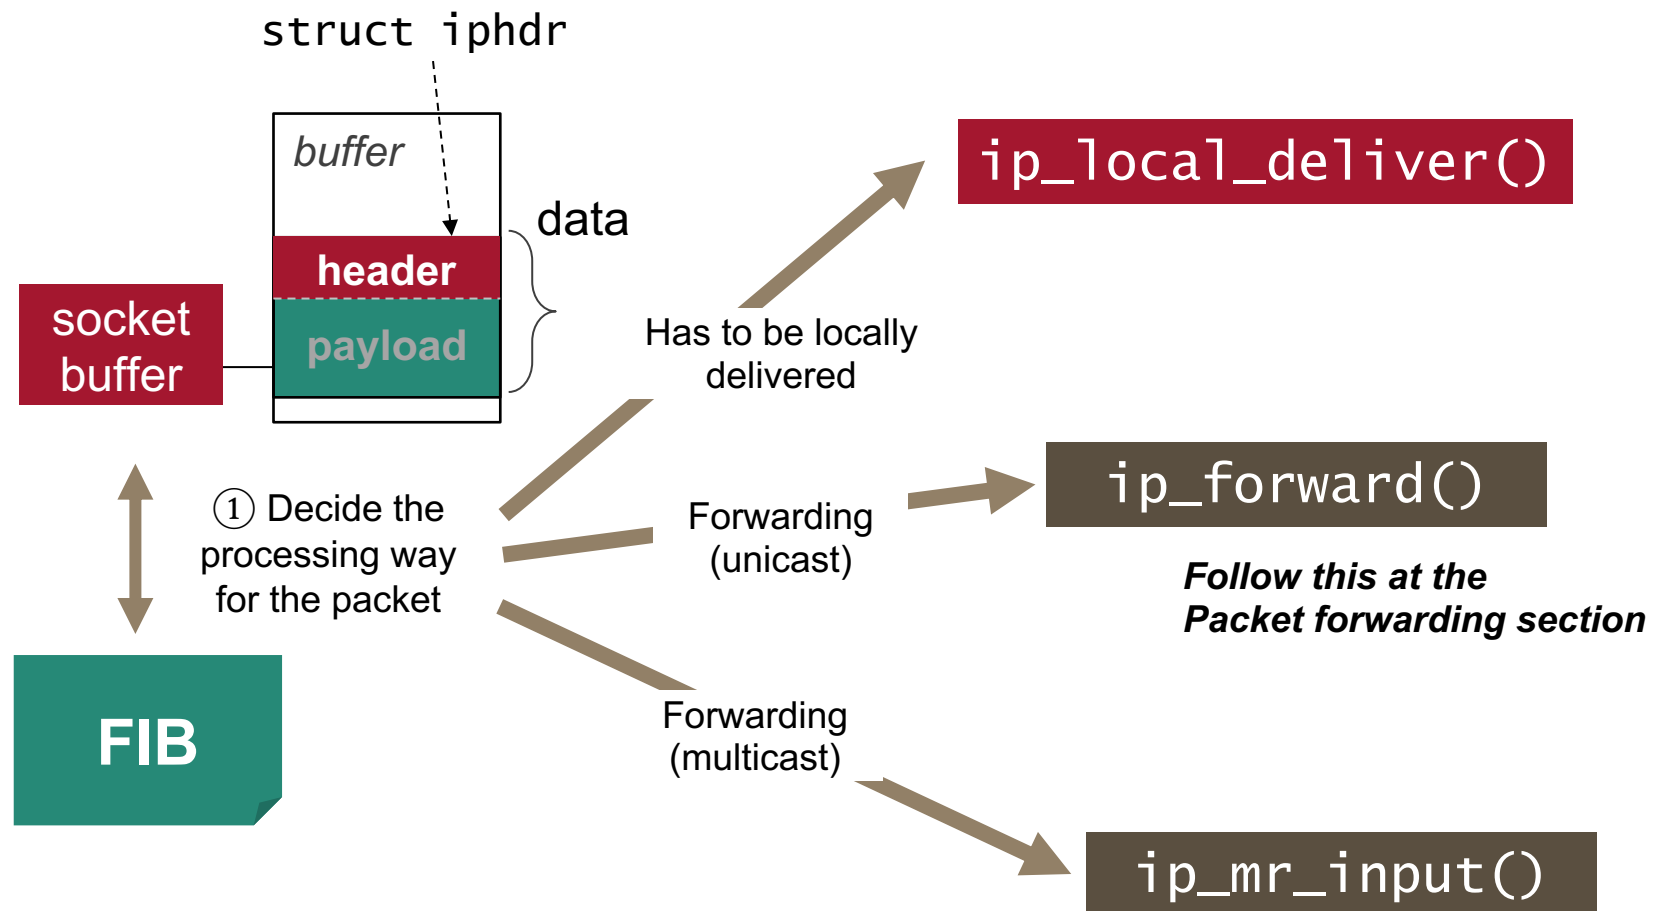 struct iphdr
buffer
data
header
payload
socket
buffer
① Decide the
processing way
for the packet
FIB
Has to be locally
delivered
Forwarding
(unicast)
Forwarding
(multicast)
ip_local_deliver()
ip_forward()
Follow this at the
Packet forwarding section
ip_mr_input()